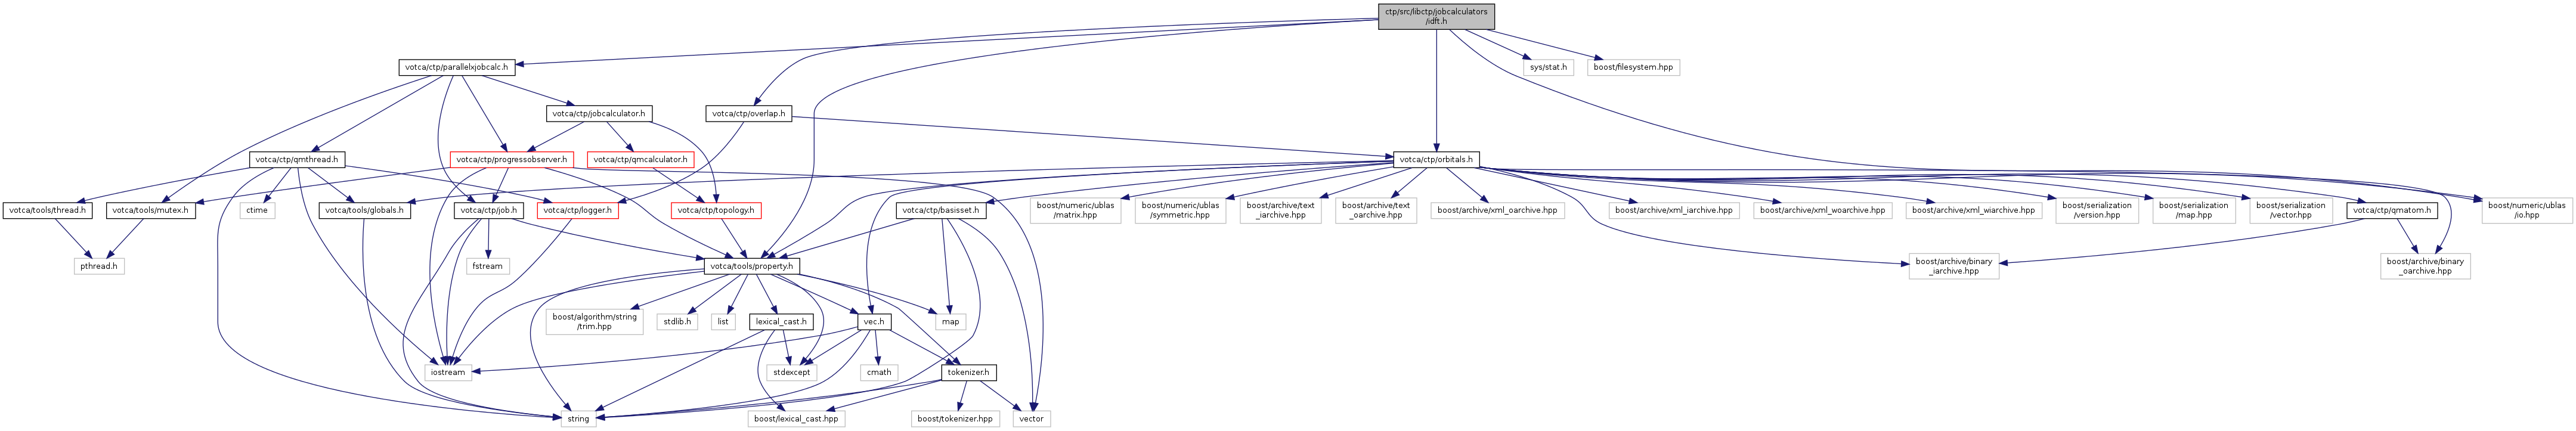 ctp/src/libctp/jobcalculators
/idft.h
votca/ctp/parallelxjobcalc.h
sys/stat.h
boost/filesystem.hpp
votca/ctp/jobcalculator.h
votca/ctp/overlap.h
votca/ctp/qmthread.h
votca/ctp/progressobserver.h
votca/ctp/qmcalculator.h
votca/ctp/orbitals.h
votca/tools/thread.h
votca/tools/mutex.h
ctime
votca/tools/globals.h
votca/ctp/job.h
votca/ctp/logger.h
votca/ctp/topology.h
votca/ctp/basisset.h
boost/numeric/ublas
/matrix.hpp
boost/numeric/ublas
/symmetric.hpp
boost/archive/text
_iarchive.hpp
boost/archive/text
_oarchive.hpp
boost/archive/xml_oarchive.hpp
boost/archive/xml_iarchive.hpp
boost/archive/xml_woarchive.hpp
boost/archive/xml_wiarchive.hpp
boost/serialization
/version.hpp
boost/serialization
/map.hpp
boost/serialization
/vector.hpp
votca/ctp/qmatom.h
boost/numeric/ublas
/io.hpp
pthread.h
fstream
votca/tools/property.h
boost/archive/binary
_iarchive.hpp
boost/archive/binary
_oarchive.hpp
boost/algorithm/string
/trim.hpp
stdlib.h
list
lexical_cast.h
vec.h
map
iostream
stdexcept
cmath
tokenizer.h
string
boost/lexical_cast.hpp
boost/tokenizer.hpp
vector